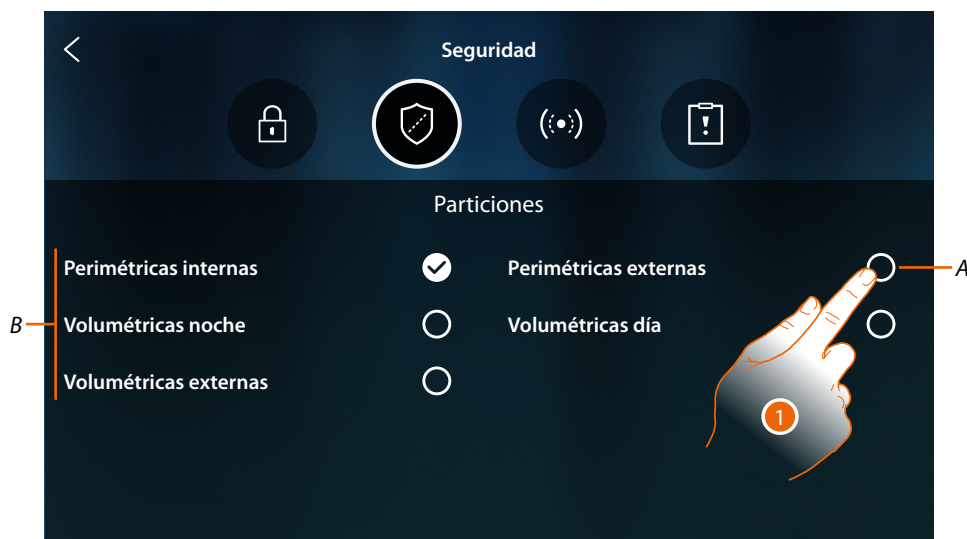 Seguridad
Particiones
Perimétricas internas
Perimétricas externas
A
B
Volumétricas noche
Volumétricas día
Volumétricas externas
1